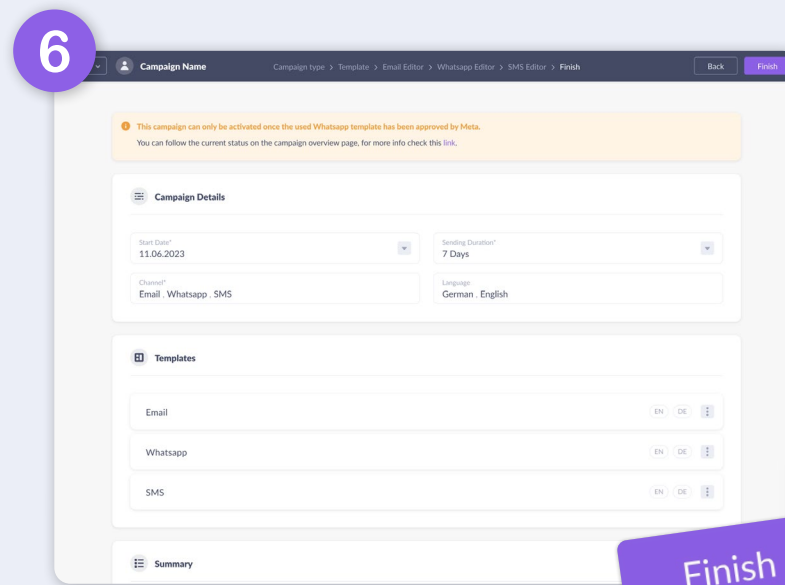 6
Campaign Name
Campaign type > Template > Email Editor > Whatsapp Editor > SMS Editor > Finish
Back
Finish
This campaign can only be activated once the used Whatsapp template has been approved by Meta.
You can follow the current status on the campaign overview page, for more info check this link.
Campaign Details
Start Date*
11.06.2023
Sending Duration*
7 Days
Channel*
Email . Whatsapp . SMS
Language
German . English
Templates
Email
EN DE
Whatsapp
EN DE
SMS
EN DE
Summary
Finish